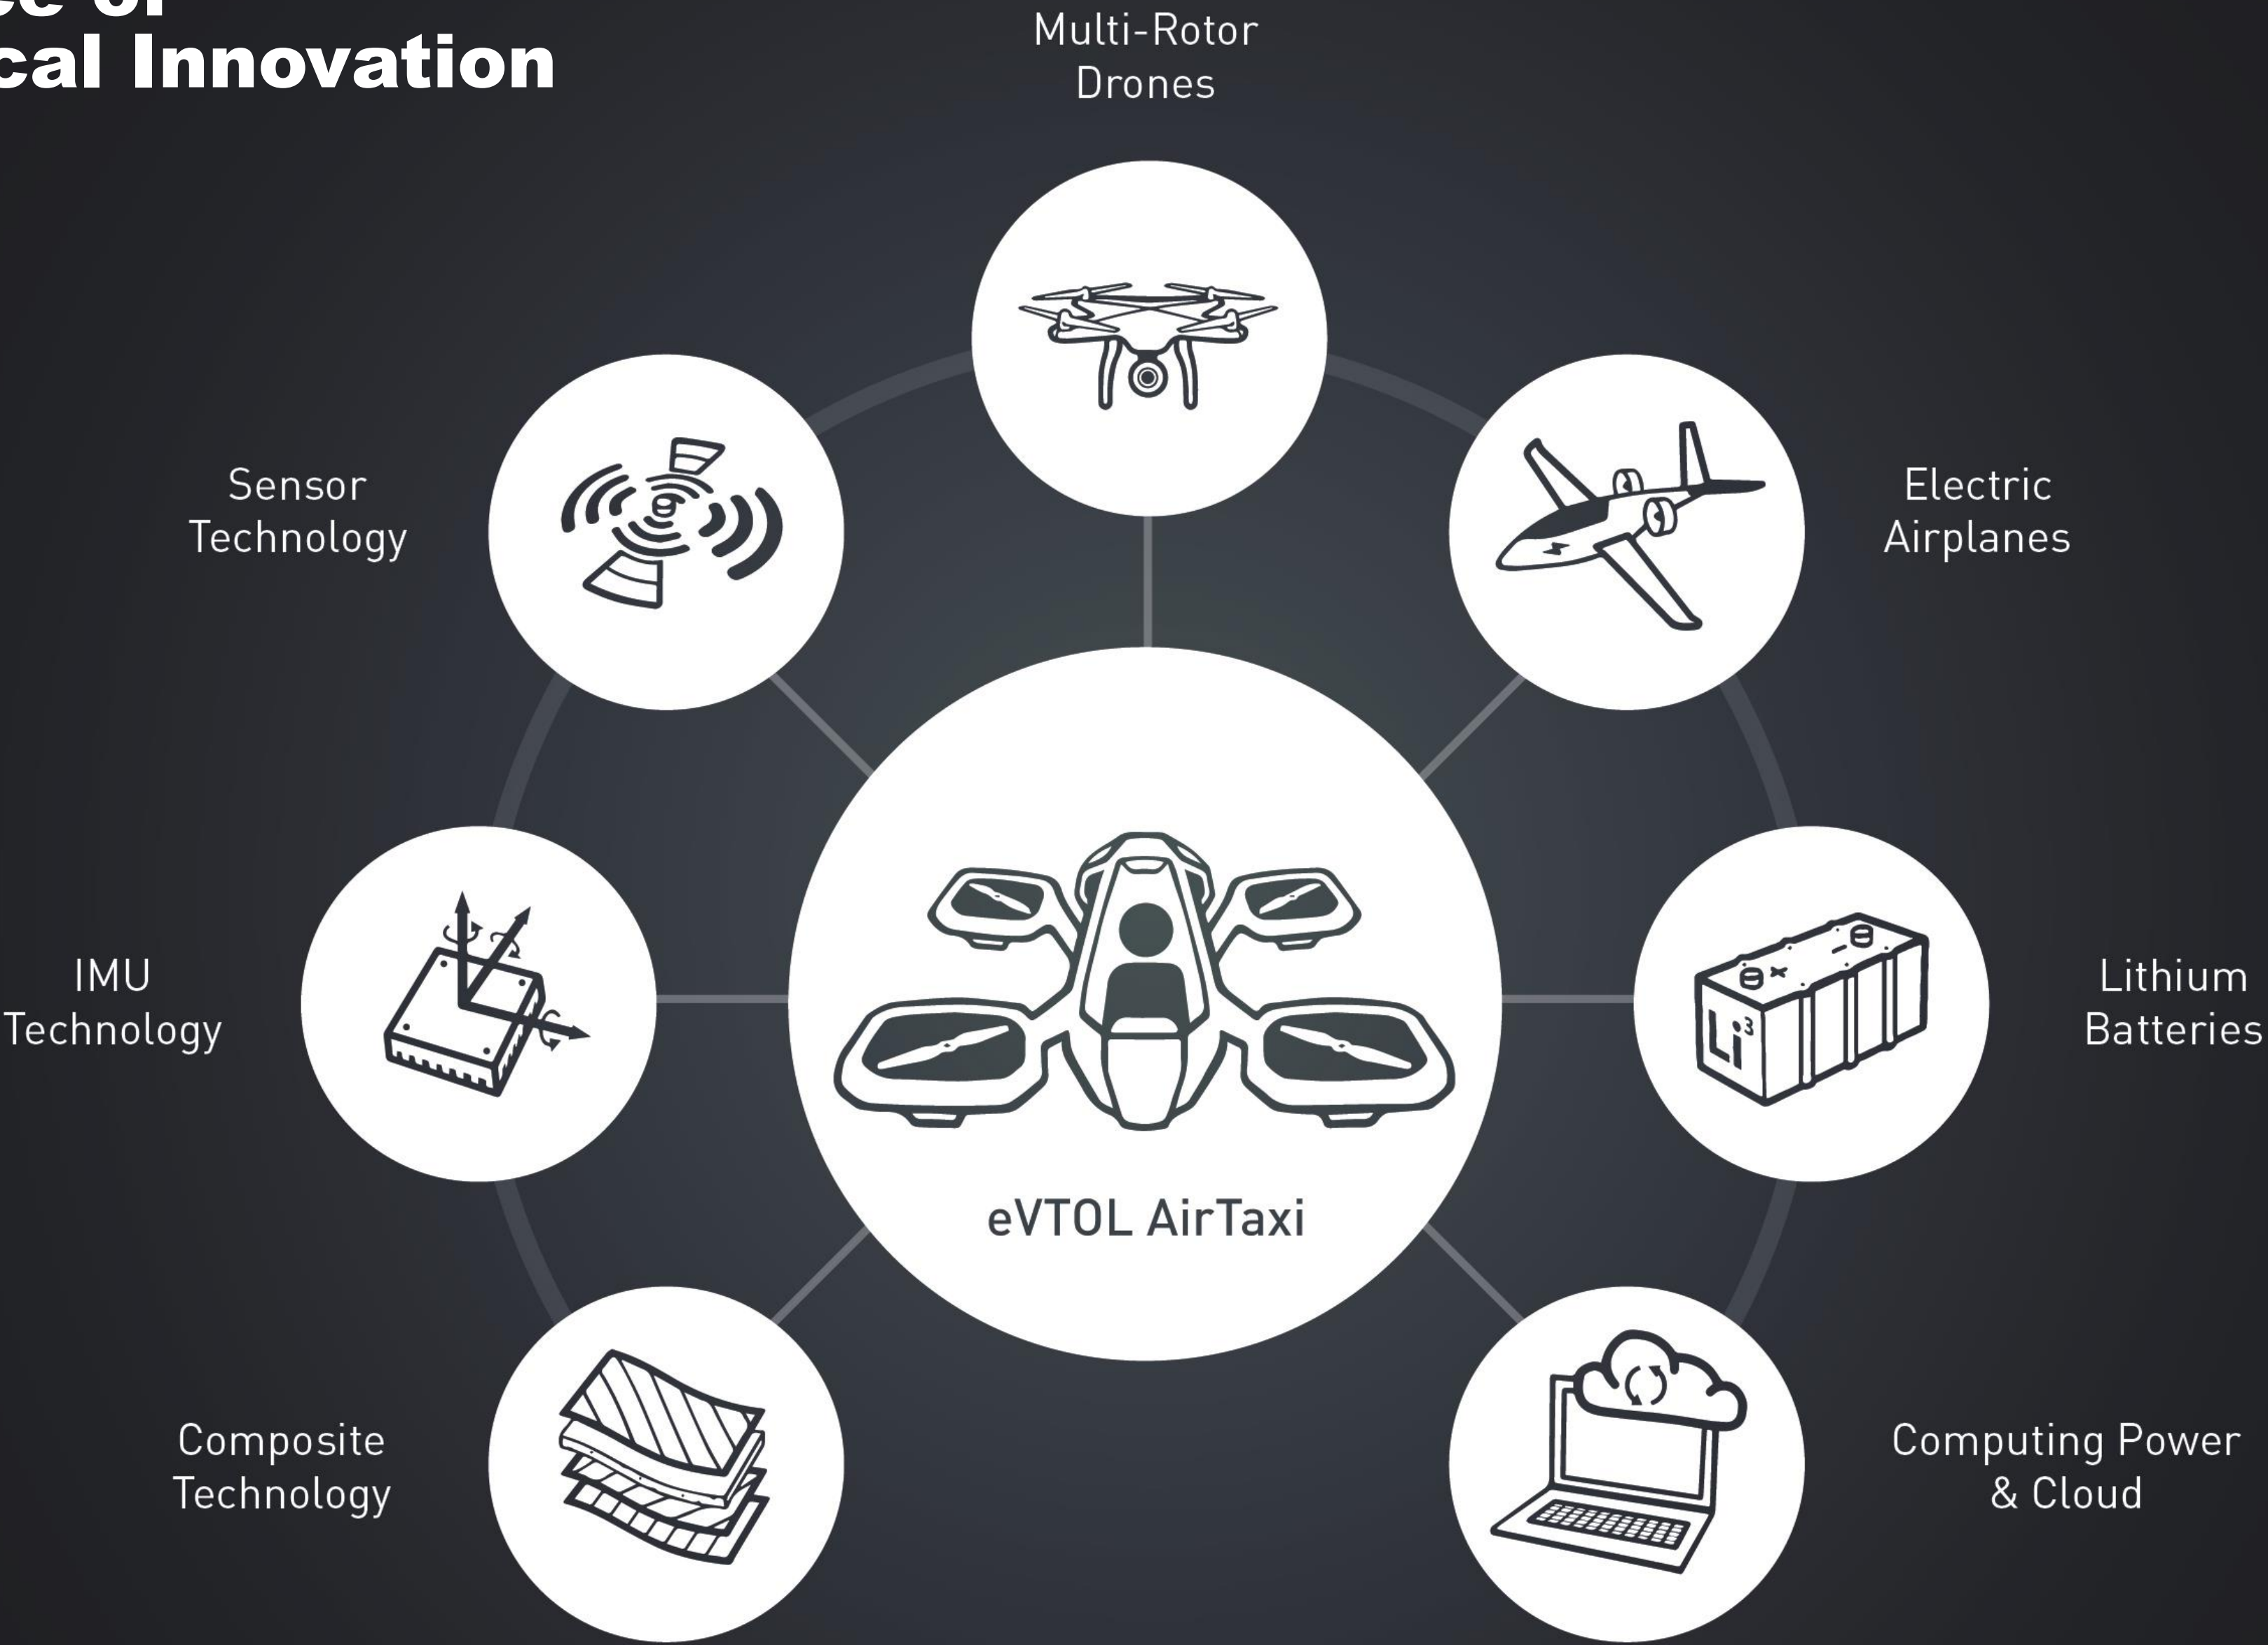 cal Innovation
Multi-Rotor
Drones
Sensor
Technology
Electric
Airplanes
IMU
Technology
Lithium
Batteries
Li3
eVTOL AirTaxi
Composite
Technology
Computing Power
& Cloud